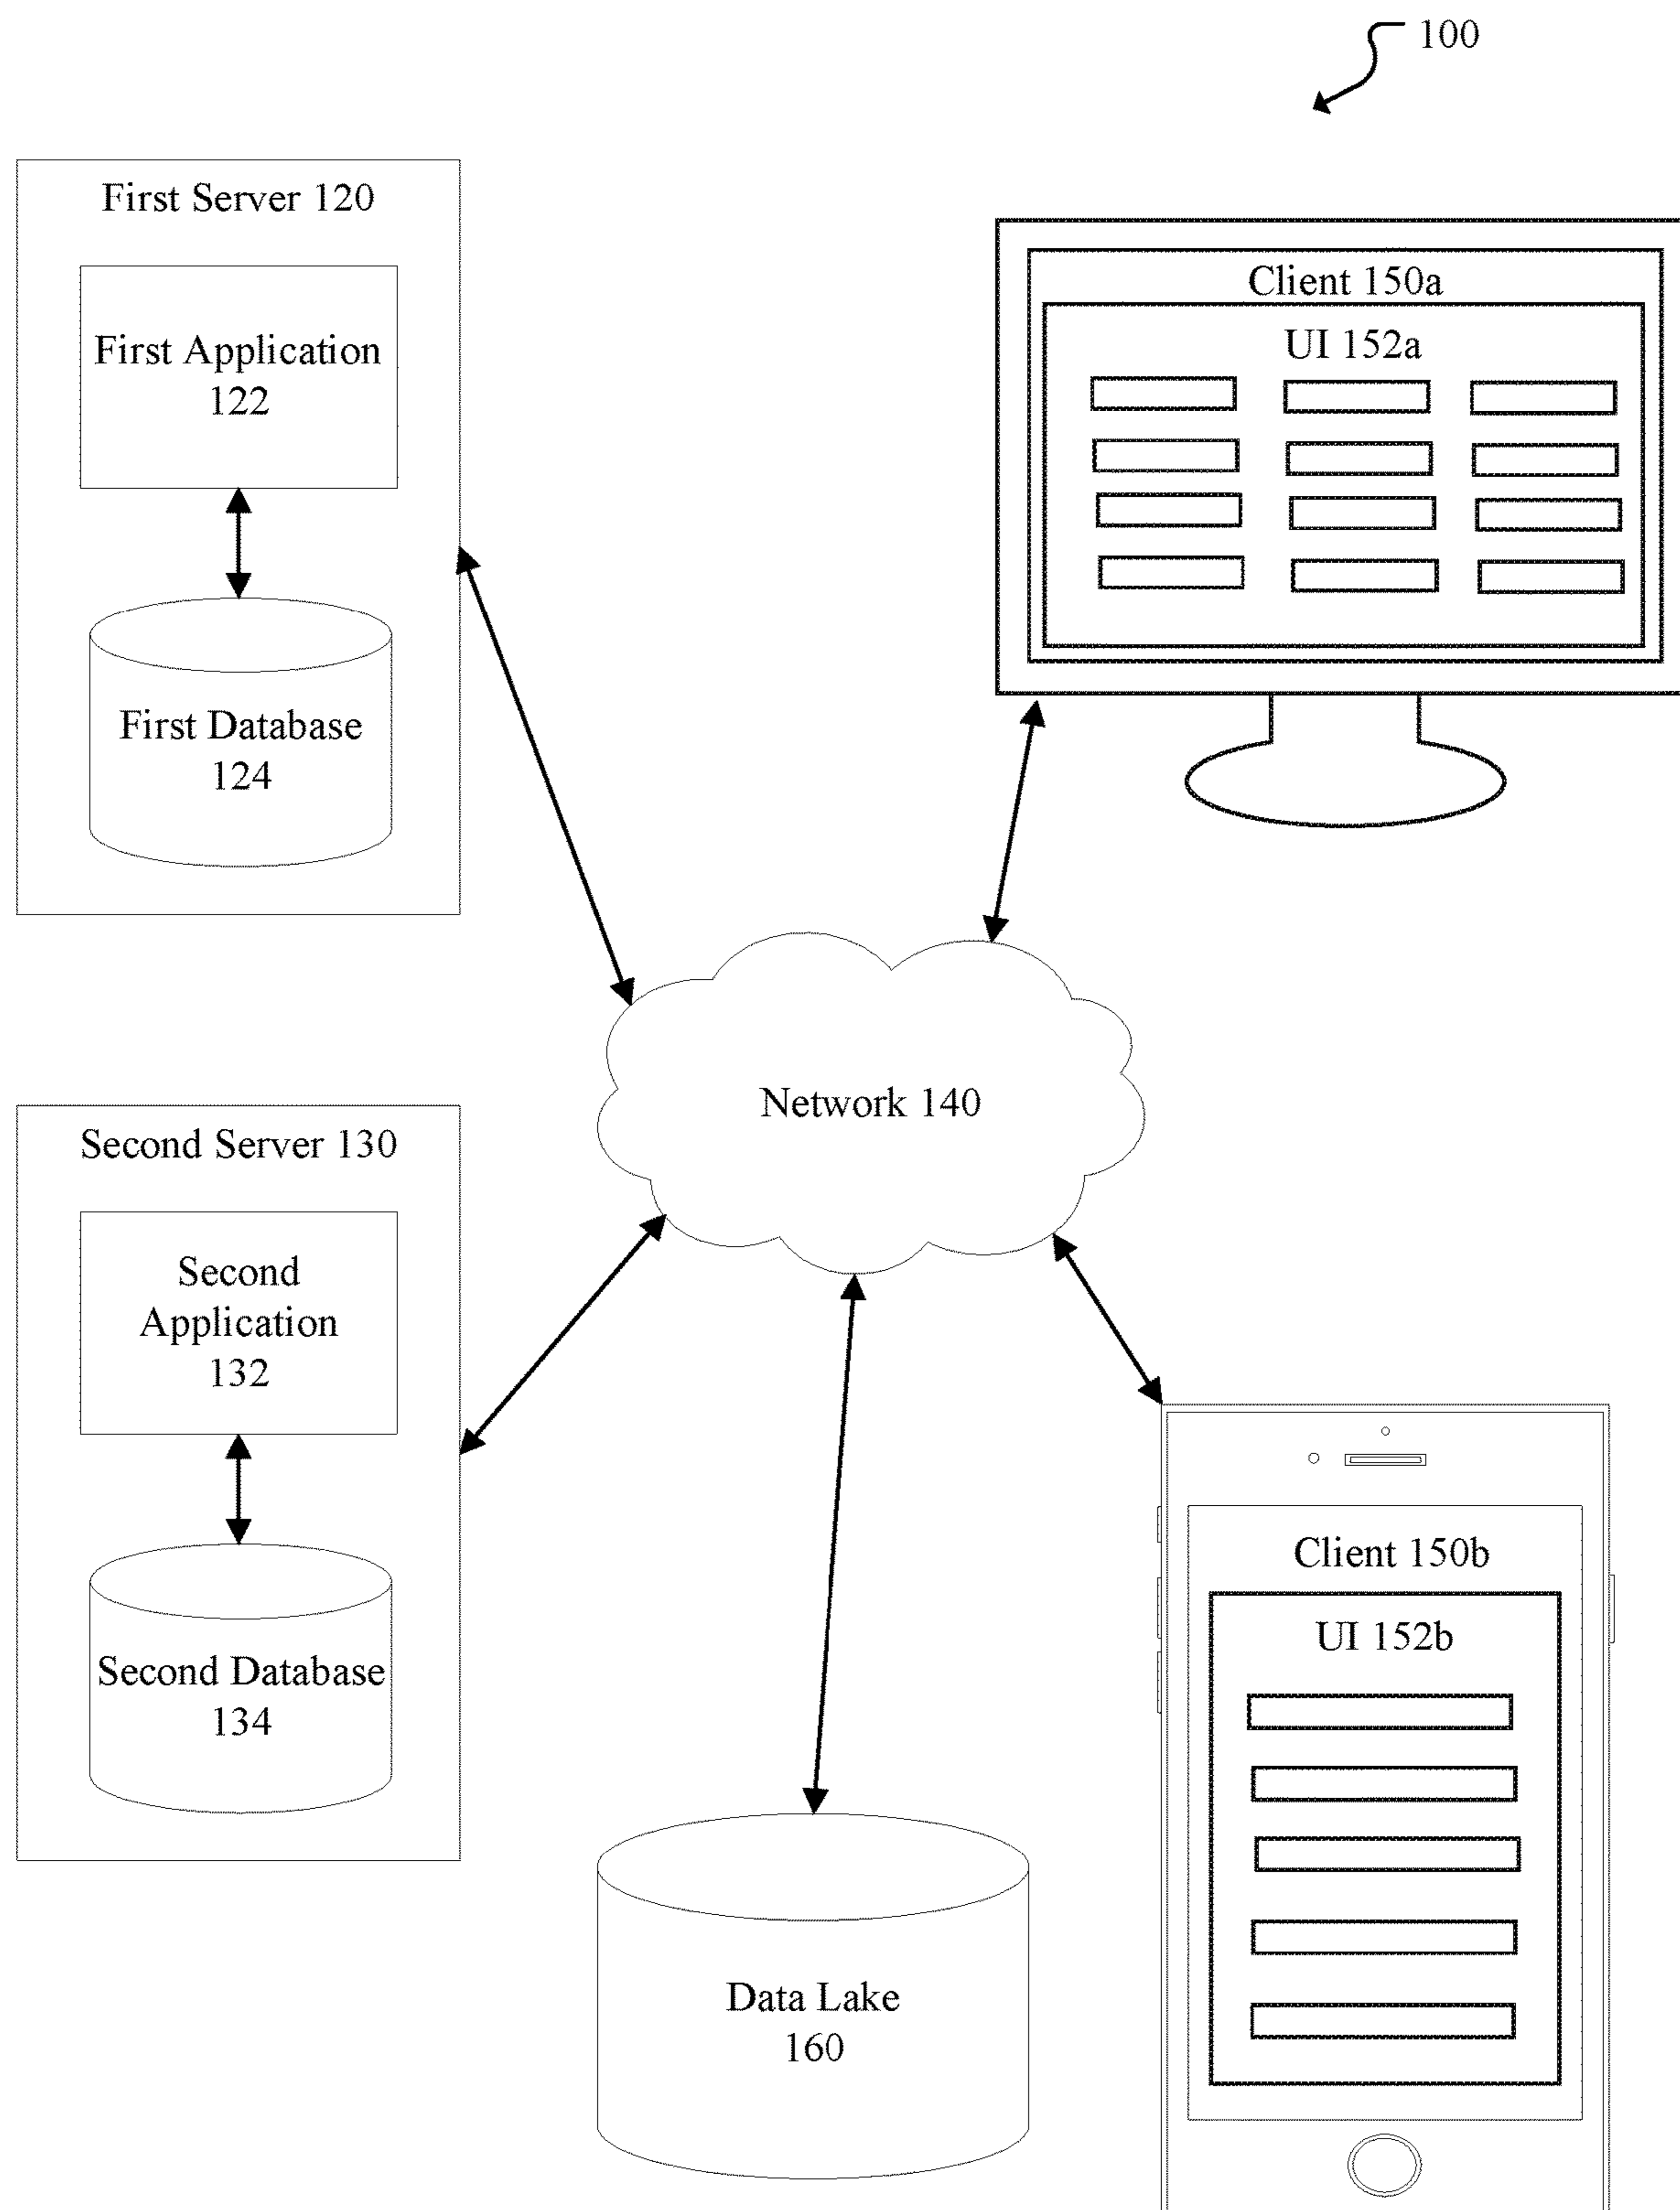 100
First Server 120
First Application
122
First Database
124
Client 150a
UI 152a
Network 140
Second Server 130
Second
Application
132
Second Database
134
Data Lake
160
Client 150b
UI 152b